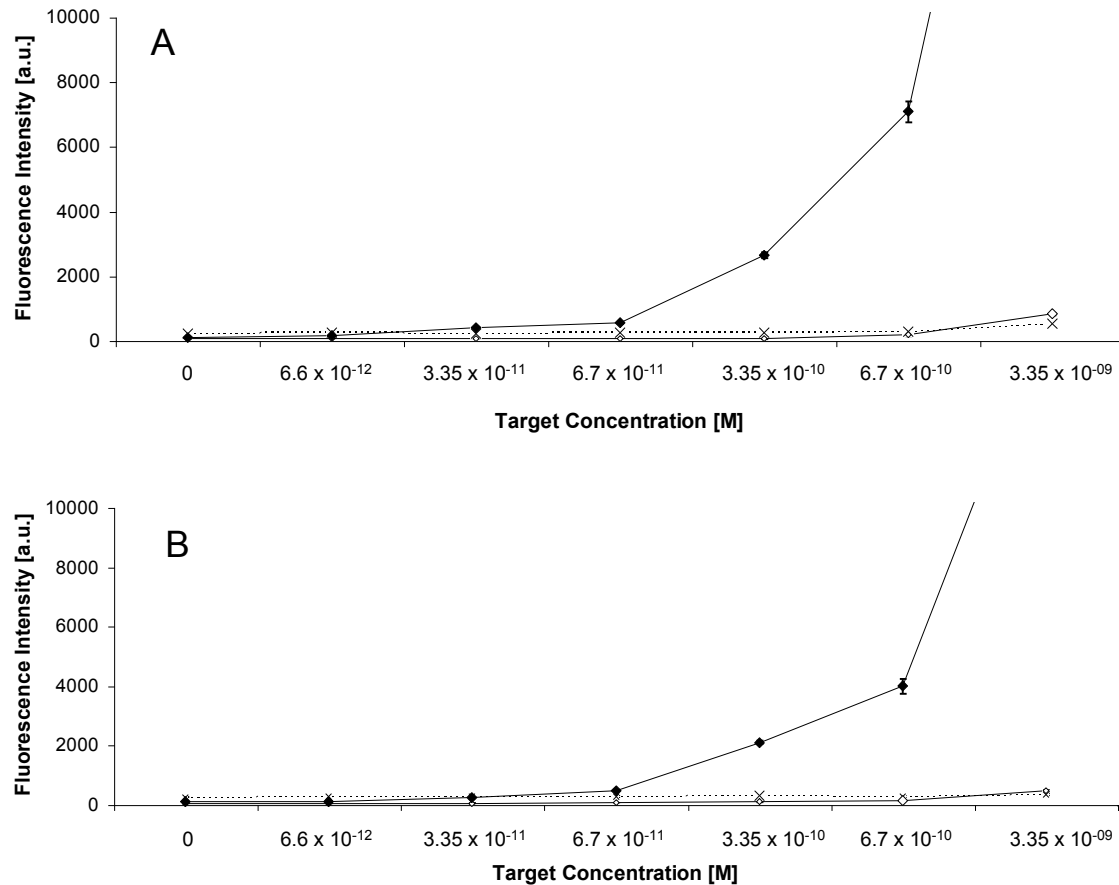 A
Fluorescence Intensity [a.u.]
10000
8000
6000
4000
2000
0
0 6.6 x 10-12 3.35 x 10-11 6.7 x 10-11 3.35 x 10-10 6.7 x 10-10 3.35 x 10-09
Target Concentration [M]
B
Fluorescence Intensity [a.u.]
10000
8000
6000
4000
2000
0
0 6.6 x 10-12 3.35 x 10-11 6.7 x 10-11 3.35 x 10-10 6.7 x 10-10 3.35 x 10-09
Target Concentration [M]